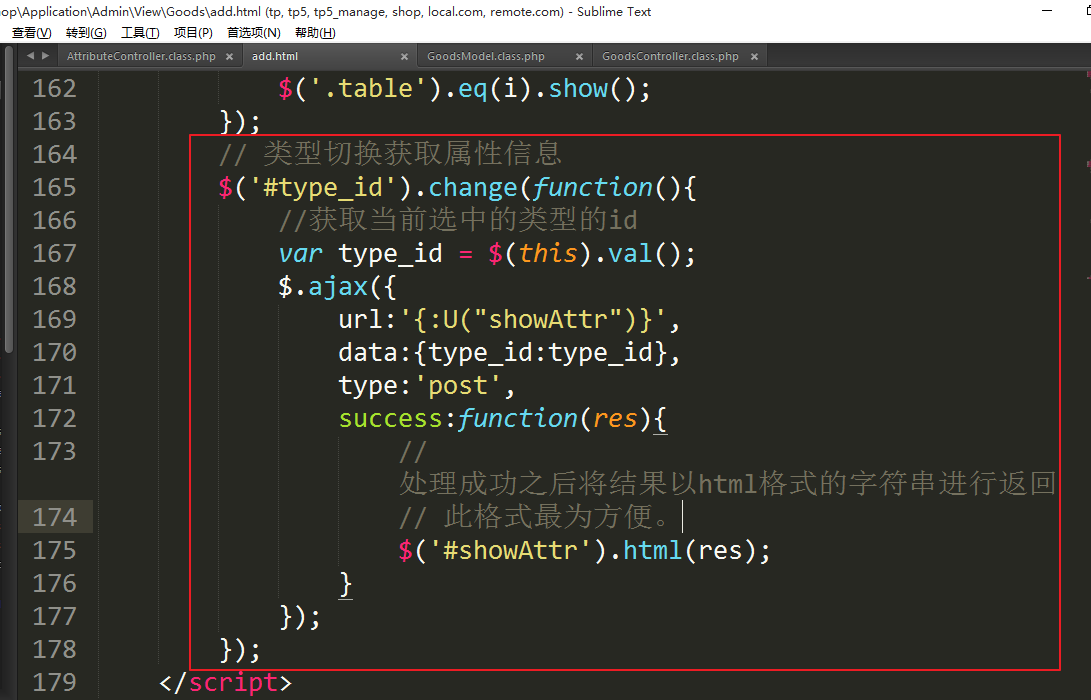 op\Application\Admin\View\Goods\add.html (tp, tp5, tp5_manage, shop, local.com, remote.com) - Sublime Text
查看(V) 转到(G) 工具(T) 项目(P) 首选项(N) 帮助(H)
AttributeController.class.php × add.html × GoodsModel.class.php × GoodsController.class.php ×
162 $('.table').eq(i).show();
163 });
164 // 类型切换获取属性信息
165 $('#type_id').change(function(){
166 //获取当前选中的类型的id
167 var type_id = $(this).val();
168 $.ajax({
169 url:'{:U("showAttr")}',
170 data:{type_id:type_id},
171 type:'post',
172 success:function(res){
173 //
处理成功之后将结果以html格式的字符串进行返回
174 // 此格式最为方便。
175 $('#showAttr').html(res);
176 }
177 });
178 });
179 </script>